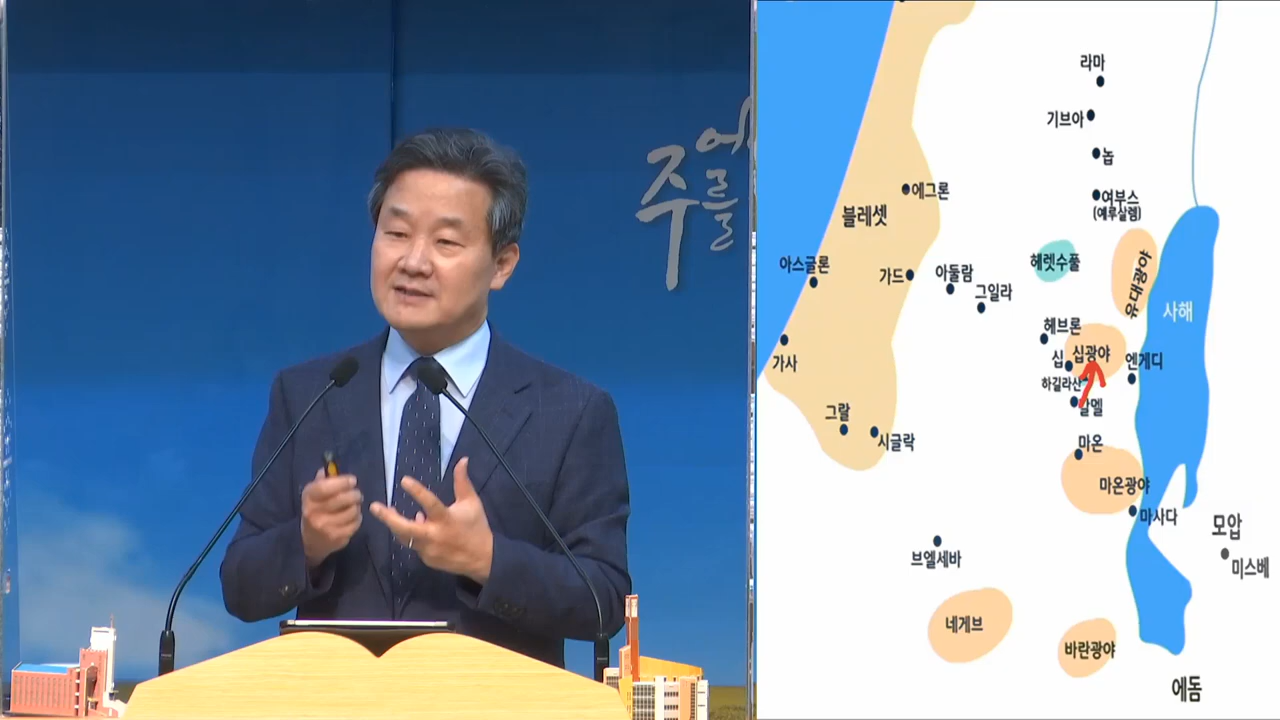 주
를
라마
기브아
놉
여부스
(예루살렘)
에그론
블레셋
헤렛수풀
유대광야
아스글론
가드
아둘람
그일라
사해
헤브론
가사
십
십광야
엔게디
하길라산
갈멜
그랄
시글락
마온
마온광야
마사다
모압
미스베
브엘세바
네게브
바란광야
에돔